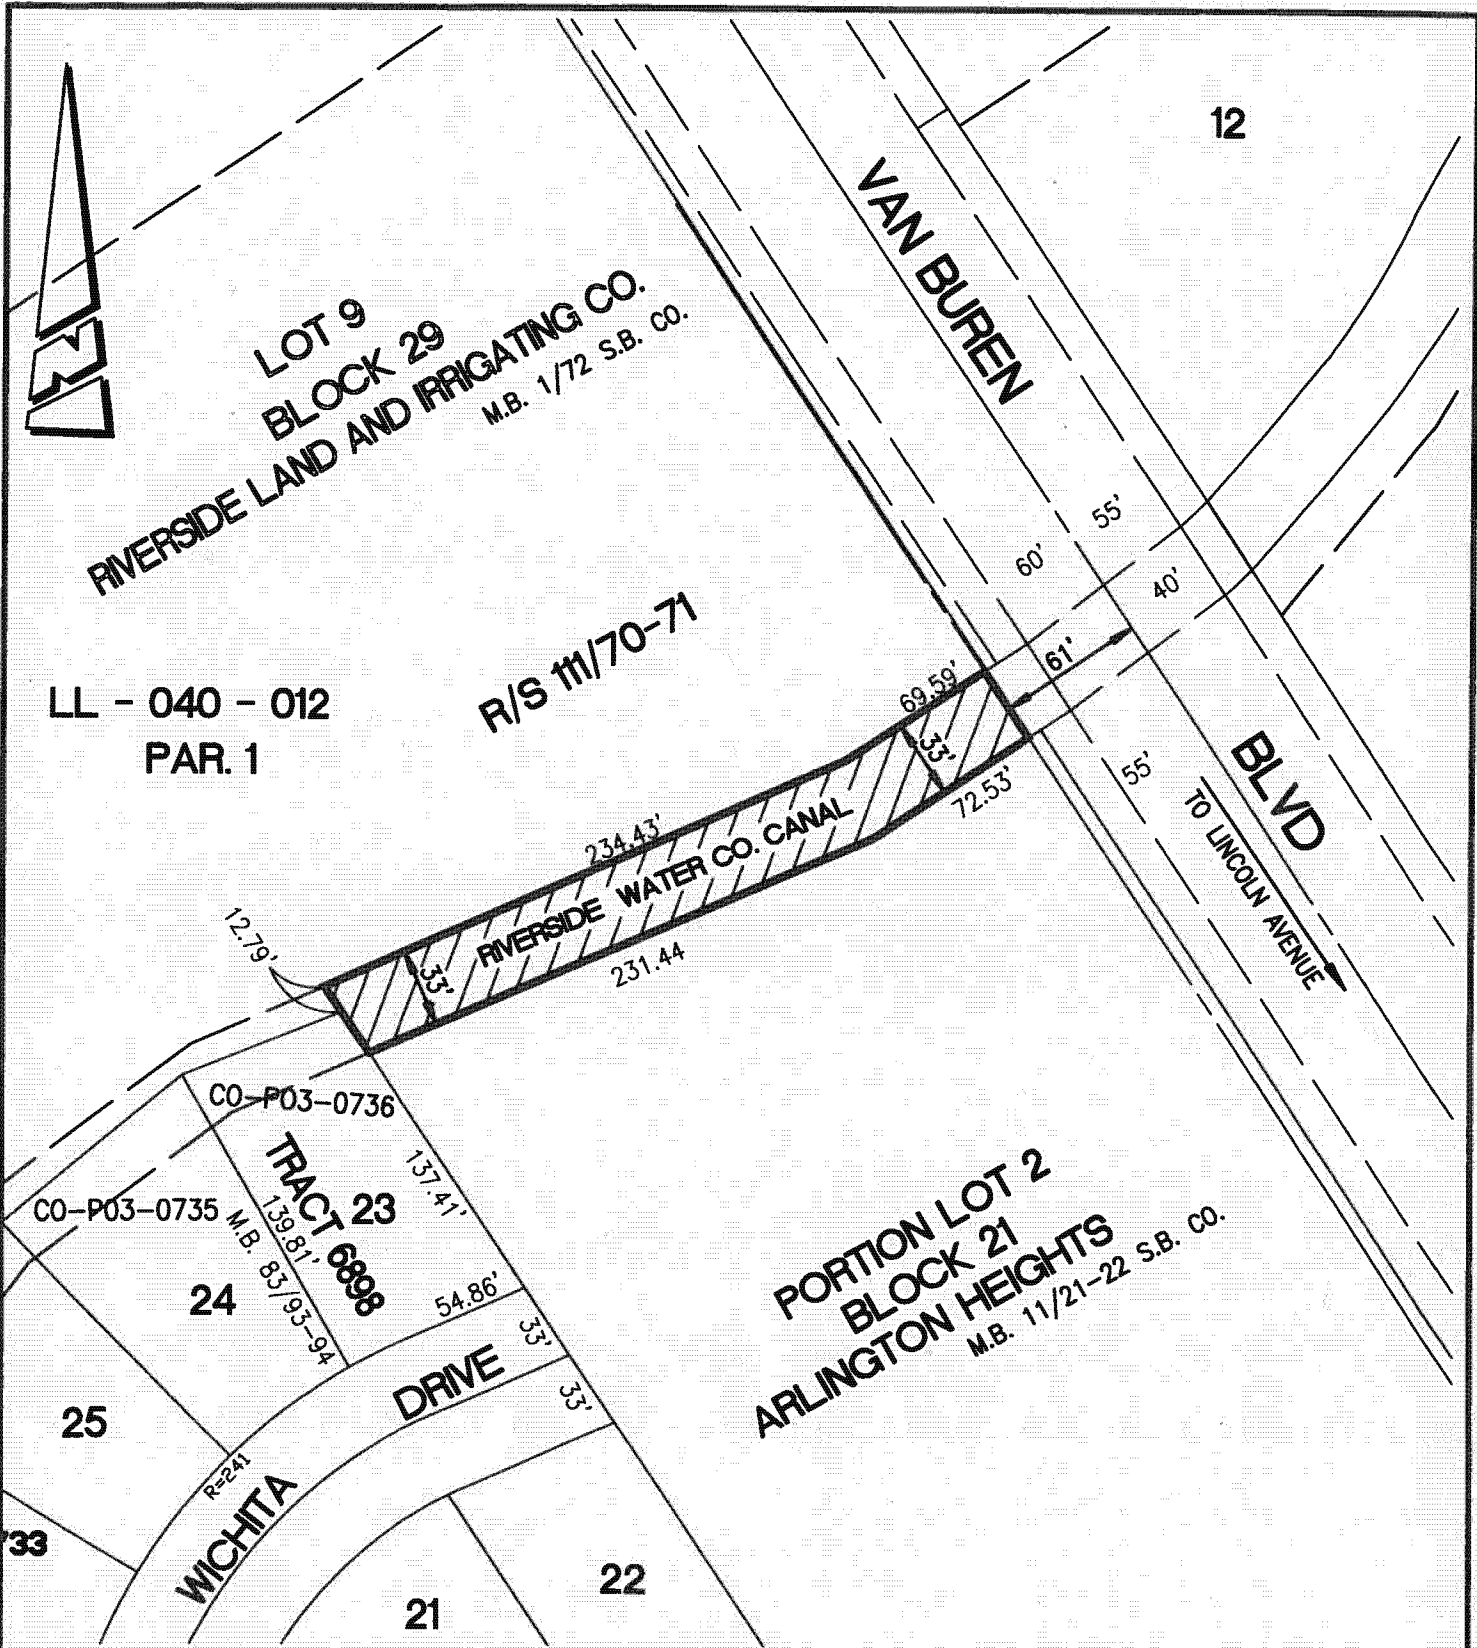 12
VAN BUREN
LOT 9
BLOCK 29
RIVERSIDE LAND AND IRRIGATING CO.
M.B. 1/72 S.B. CO.
N
55'
60'
40'
61'
R/S 111/70-71
LL - 040 - 012
PAR. 1
69.59'
33'
72.53'
55'
BLVD
TO LINCOLN AVENUE
234.43'
RIVERSIDE WATER CO. CANAL
231.44
12.79'
33'
CO-P03-0736
TRACT 6898
M.B. 83/93-94
23
137.41'
139.81'
CO-P03-0735
24
54.86'
33'
33'
PORTION LOT 2
BLOCK 21
ARLINGTON HEIGHTS
M.B. 11/21-22 S.B. CO.
25
R=241
WICHITA DRIVE
'33
21
22